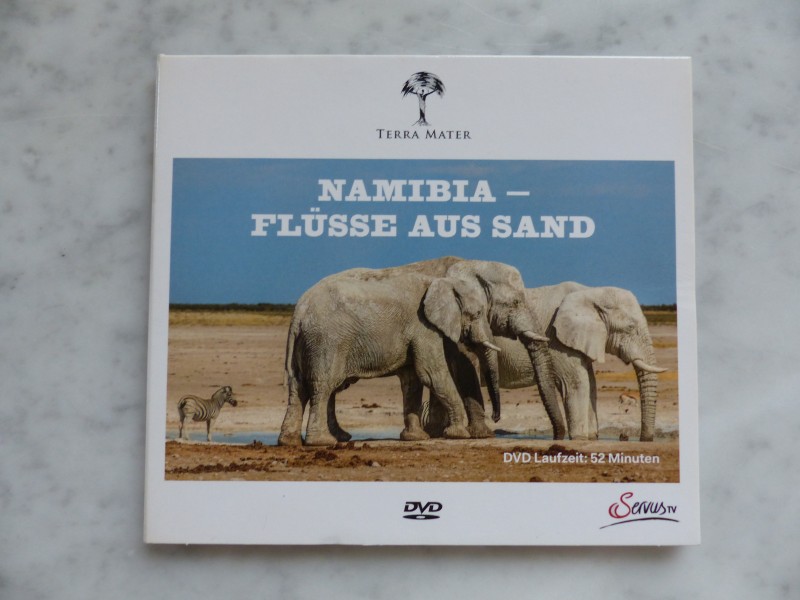 TERRA MATER
NAMIBIA –
FLÜSSE AUS SAND
DVD Laufzeit: 52 Minuten
DVD
ServusTV